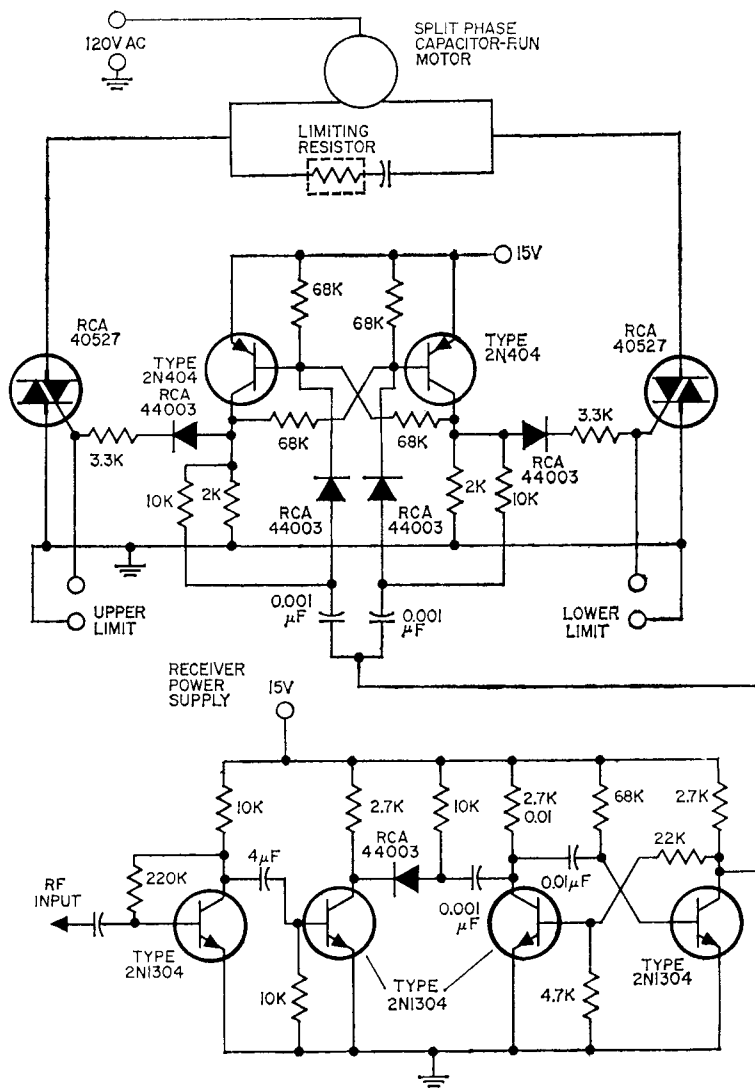 120V AC
SPLIT PHASE
CAPACITOR-RUN
MOTOR
LIMITING
RESISTOR
15V
68K
68K
RCA
40527
TYPE
2N404
TYPE
2N404
RCA
40527
RCA
44003
3.3K
68K
68K
3.3K
RCA
44003
10K
2K
RCA
44003
RCA
44003
2K
10K
UPPER
LIMIT
0.001
µF
0.001
µF
LOWER
LIMIT
RECEIVER
POWER
SUPPLY
15V
10K
2.7K
10K
2.7K
0.01
68K
2.7K
RCA
44003
22K
4µF
220K
0.001
µF
0.01µF
RF
INPUT
TYPE
2N1304
10K
TYPE
2N1304
4.7K
TYPE
2N1304